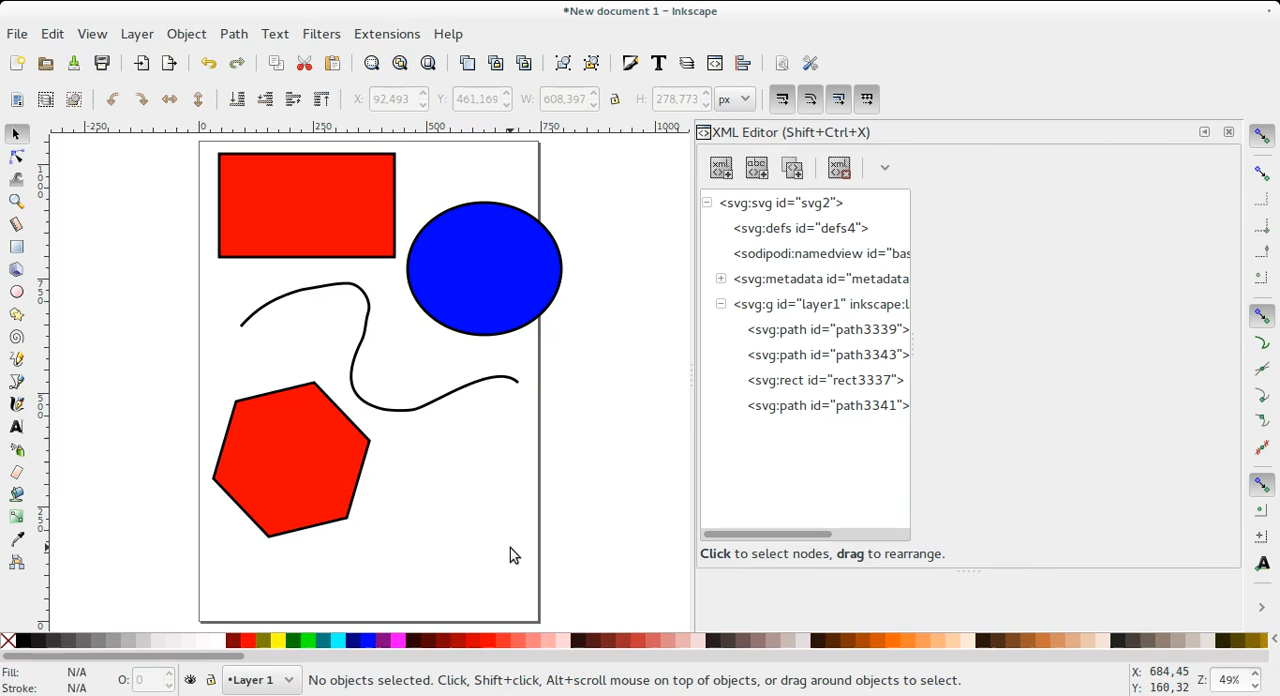 *New document 1 - Inkscape
File Edit View Layer Object Path Text Filters Extensions Help
X: 92,493 Y: 461,169 W: 608,397 H: 278,773 px
-250 0 250 500 750 1000
XML Editor (Shift+Ctrl+X)
<svg:svg id="svg2">
<svg:defs id="defs4">
<sodipodi:namedview id="bas
<svg:metadata id="metadata
<svg:g id="layer1" inkscape:l
<svg:path id="path3339">
<svg:path id="path3343">
<svg:rect id="rect3337">
<svg:path id="path3341">
Click to select nodes, drag to rearrange.
1000
750
500
250
0
Fill: N/A
Stroke: N/A
O: 0
•Layer 1
No objects selected. Click, Shift+click, Alt+scroll mouse on top of objects, or drag around objects to select.
X: 684,45
Y: 160,32
Z: 49%